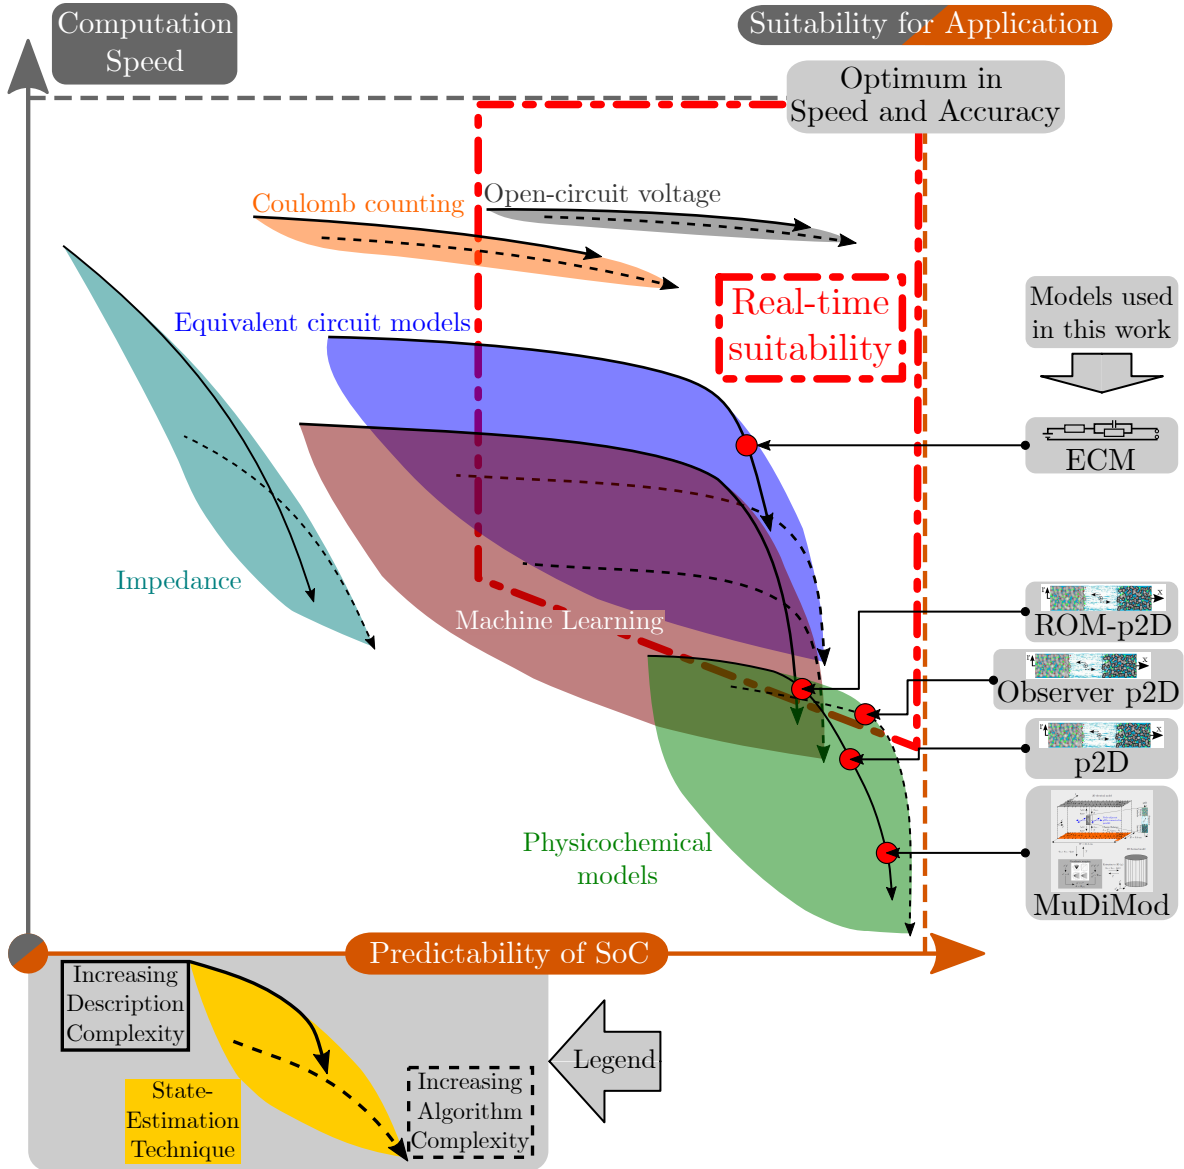 Computation
Speed
Suitability for Application
Optimum in
Speed and Accuracy
Open-circuit voltage
Coulomb counting
Real-time
suitability
Models used
in this work
Equivalent circuit models
ECM
Impedance
Machine Learning
r
x
ROM-p2D
r
x
Observer p2D
r
x
p2D
Physicochemical
models
MuDiMod
Predictability of SoC
Increasing
Description
Complexity
Legend
State-
Estimation
Technique
Increasing
Algorithm
Complexity